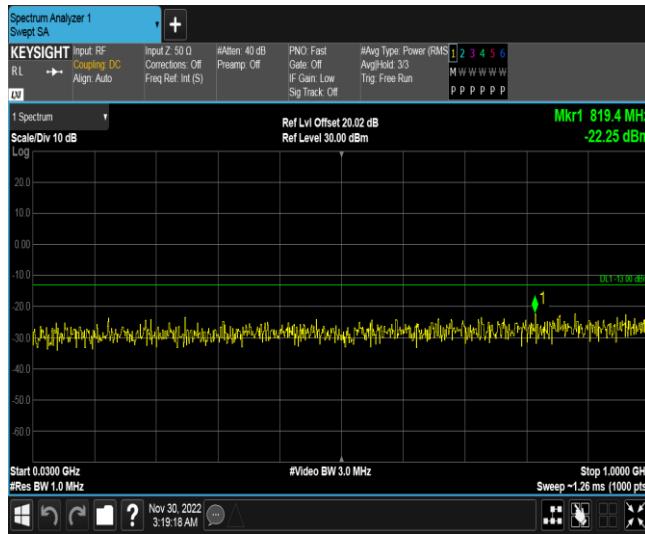 Spectrum Analyzer 1
Swept SA
+
KEYSIGHT
RL
LXI
Input: RF
Coupling: DC
Align: Auto
Input Z: 50 Ω
Corrections: Off
Freq Ref: Int (S)
#Atten: 40 dB
Preamp: Off
PNO: Fast
Gate: Off
IF Gain: Low
Sig Track: Off
#Avg Type: Power (RMS
Avg|Hold: 3/3
Trig: Free Run
1 2 3 4 5 6
M W W W W W
P P P P P P
1 Spectrum
Scale/Div 10 dB
Log
Ref Lvl Offset 20.02 dB
Ref Level 30.00 dBm
Mkr1 819.4 MHz
-22.25 dBm
20.0
10.0
0.00
-10.0
DL1 -13.00 dBm
1
-20.0
-30.0
-40.0
-50.0
-60.0
Start 0.0300 GHz
#Res BW 1.0 MHz
#Video BW 3.0 MHz
Stop 1.0000 GH
Sweep ~1.26 ms (1000 pts
?
Nov 30, 2022
3:19:18 AM